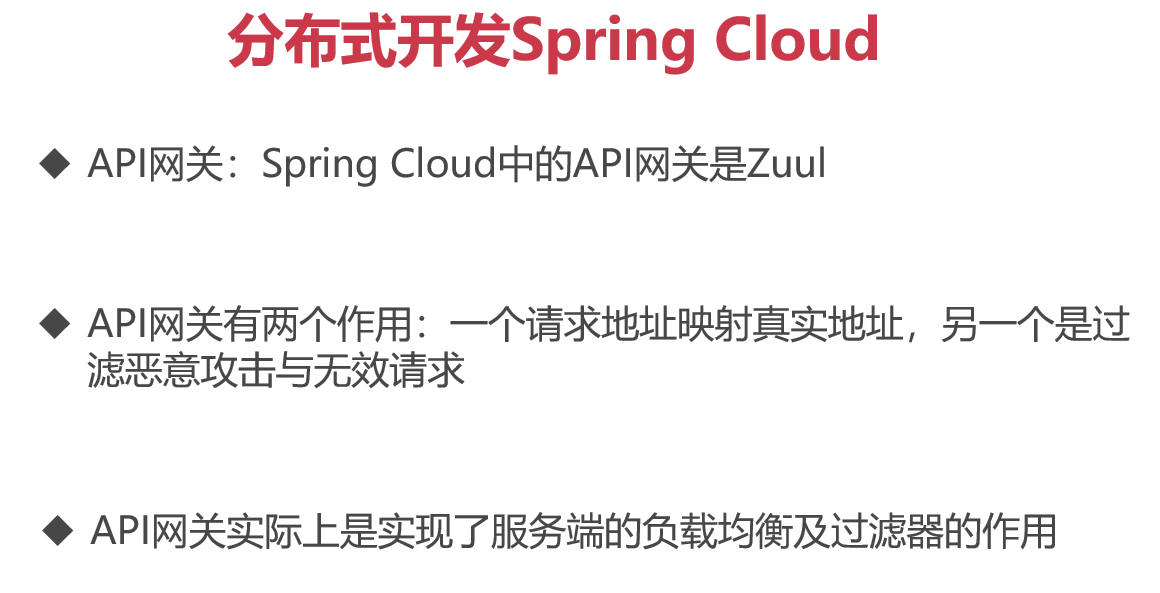 分布式开发Spring Cloud
◆ API网关：Spring Cloud中的API网关是Zuul
◆ API网关有两个作用：一个请求地址映射真实地址，另一个是过
滤恶意攻击与无效请求
◆ API网关实际上是实现了服务端的负载均衡及过滤器的作用